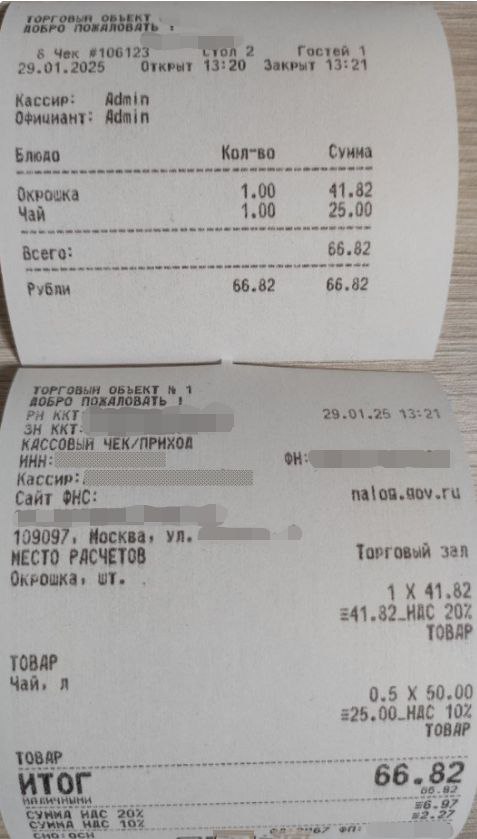 ТОРГОВЫЙ ОБЪЕКТ
ДОБРО ПОЖАЛОВАТЬ !
8 Чек #106123 Стол 2 Гостей 1
29.01.2025 Открыт 13:20 Закрыт 13:21
Кассир: Admin
Официант: Admin
Блюдо Кол-во Сумма
Окрошка 1.00 41.82
Чай 1.00 25.00
Всего: 66.82
Рубли 66.82 66.82
ТОРГОВЫЙ ОБЪЕКТ № 1
ДОБРО ПОЖАЛОВАТЬ !
РН ККТ: 29.01.25 13:21
ЗН ККТ:
КАССОВЫЙ ЧЕК/ПРИХОД
ИНН: ФН:
Кассир:
Сайт ФНС: nalog.gov.ru
109097, Москва, ул.
МЕСТО РАСЧЕТОВ Торговый зал
Окрошка, шт.
1 X 41.82
≡41.82_НДС 20%
ТОВАР
ТОВАР
Чай, л
0.5 X 50.00
≡25.00_НДС 10%
ТОВАР
ТОВАР
ИТОГ 66.82
НАЛИЧНЫМИ 66.82
СУММА НДС 20% ≡6.97
СУММА НДС 10% ≡2.27
СНО:ОСН